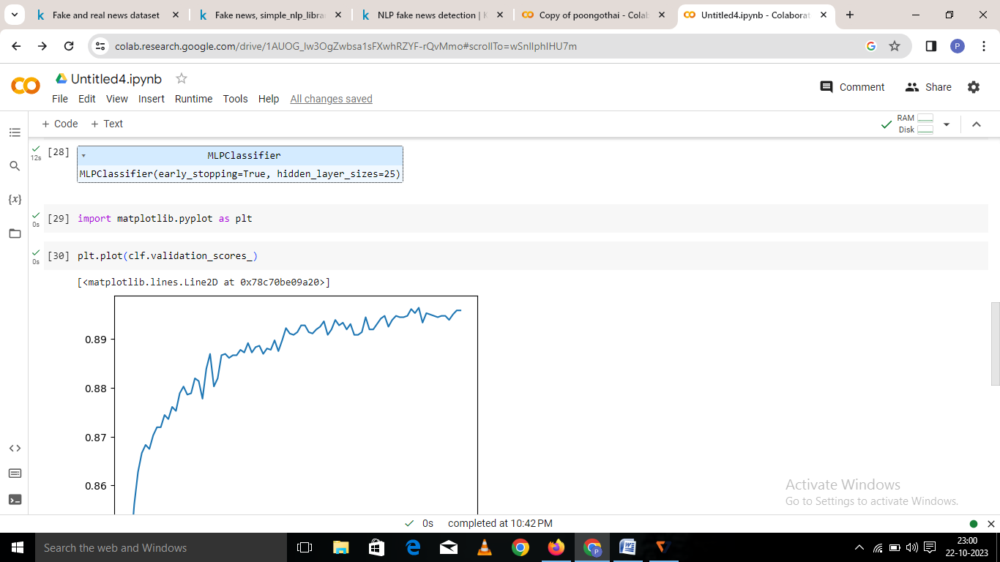 Fake and real news dataset
Fake news, simple_nlp_libra
NLP fake news detection | K
Copy of poongothai - Colab
Untitled4.ipynb - Colaborat
colab.research.google.com/drive/1AUOG_lw3OgZwbsa1sFXwhRZYF-rQvMmo#scrollTo=wSnlIphIHU7m
P
Untitled4.ipynb
Comment
Share
File Edit View Insert Runtime Tools Help All changes saved
+ Code + Text
RAM
Disk
12s
[28]
MLPClassifier
MLPClassifier(early_stopping=True, hidden_layer_sizes=25)
{x}
0s
[29] import matplotlib.pyplot as plt
0s
[30] plt.plot(clf.validation_scores_)
[<matplotlib.lines.Line2D at 0x78c70be09a20>]
0.89
0.88
0.87
0.86
Activate Windows
Go to Settings to activate Windows.
0s completed at 10:42 PM
Search the web and Windows
P
23:00
22-10-2023